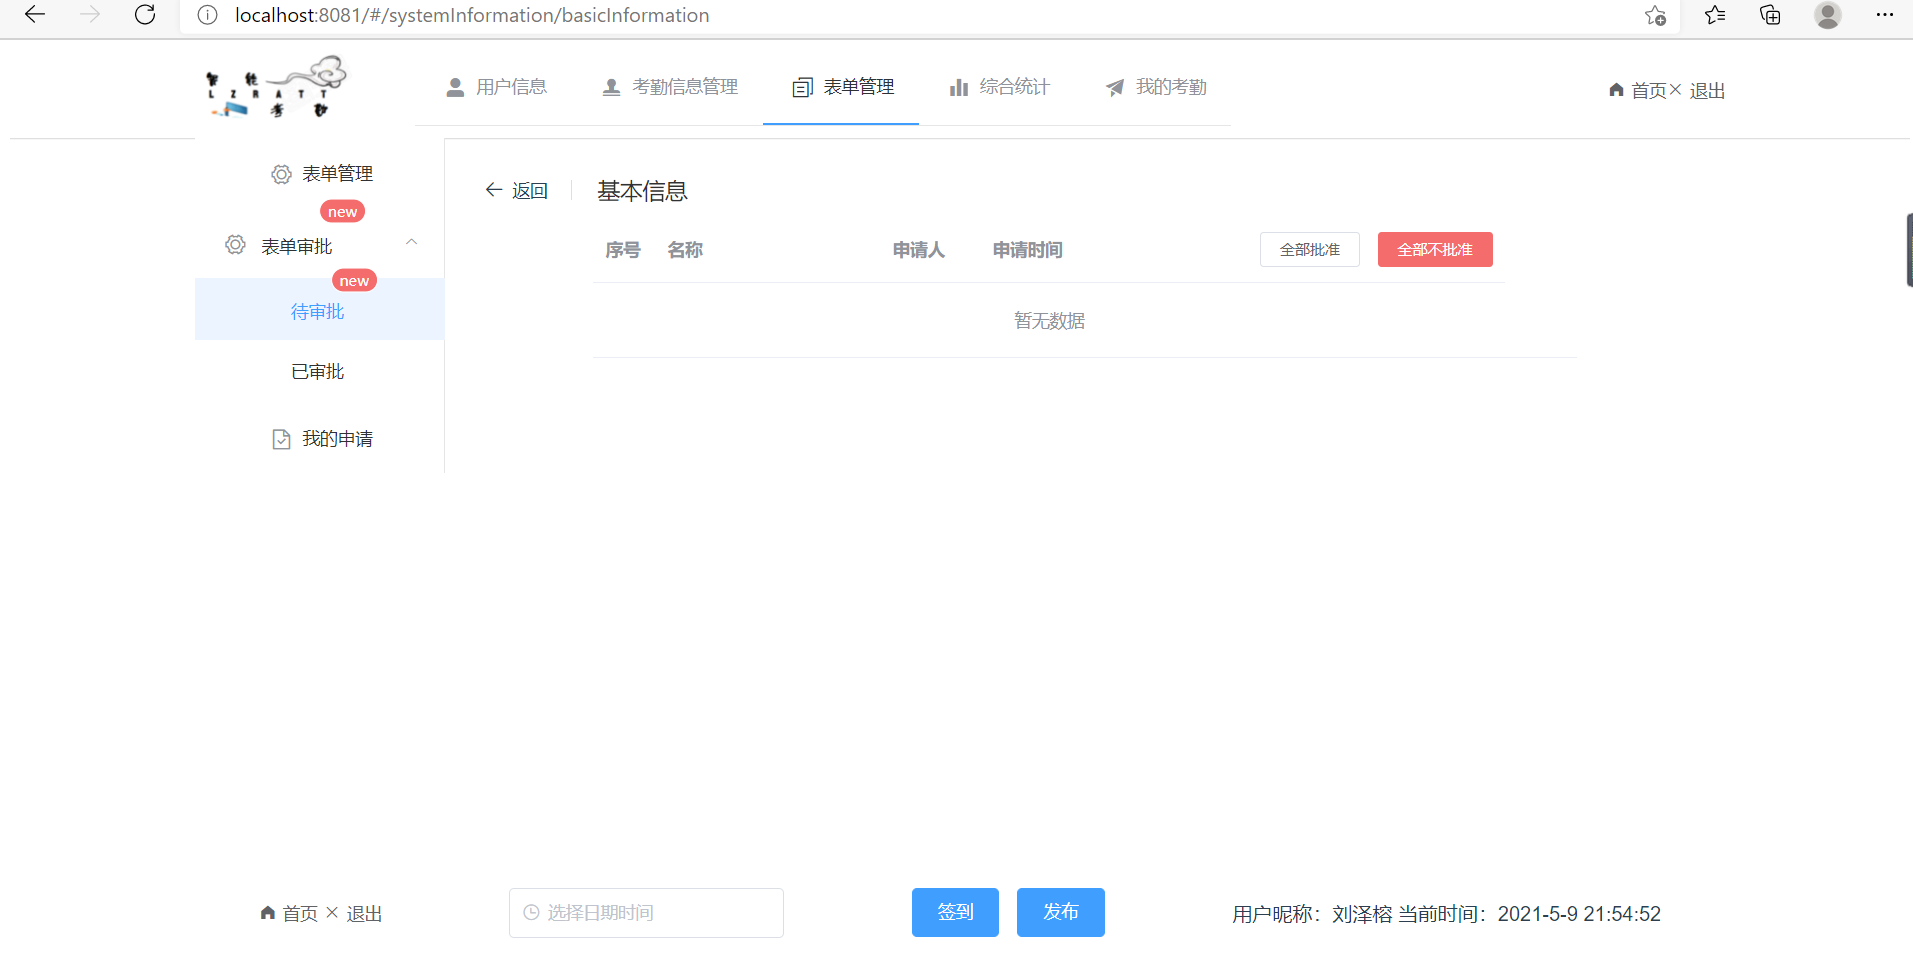 localhost:8081/#/systemInformation/basicInformation
L Z R A T T
考勤
用户信息
考勤信息管理
表单管理
综合统计
我的考勤
首页 退出
表单管理
new
表单审批
new
待审批
已审批
我的申请
返回
基本信息
序号 名称 申请人 申请时间
全部批准
全部不批准
暂无数据
首页 退出
选择日期时间
签到
发布
用户昵称：刘泽榕 当前时间：2021-5-9 21:54:52